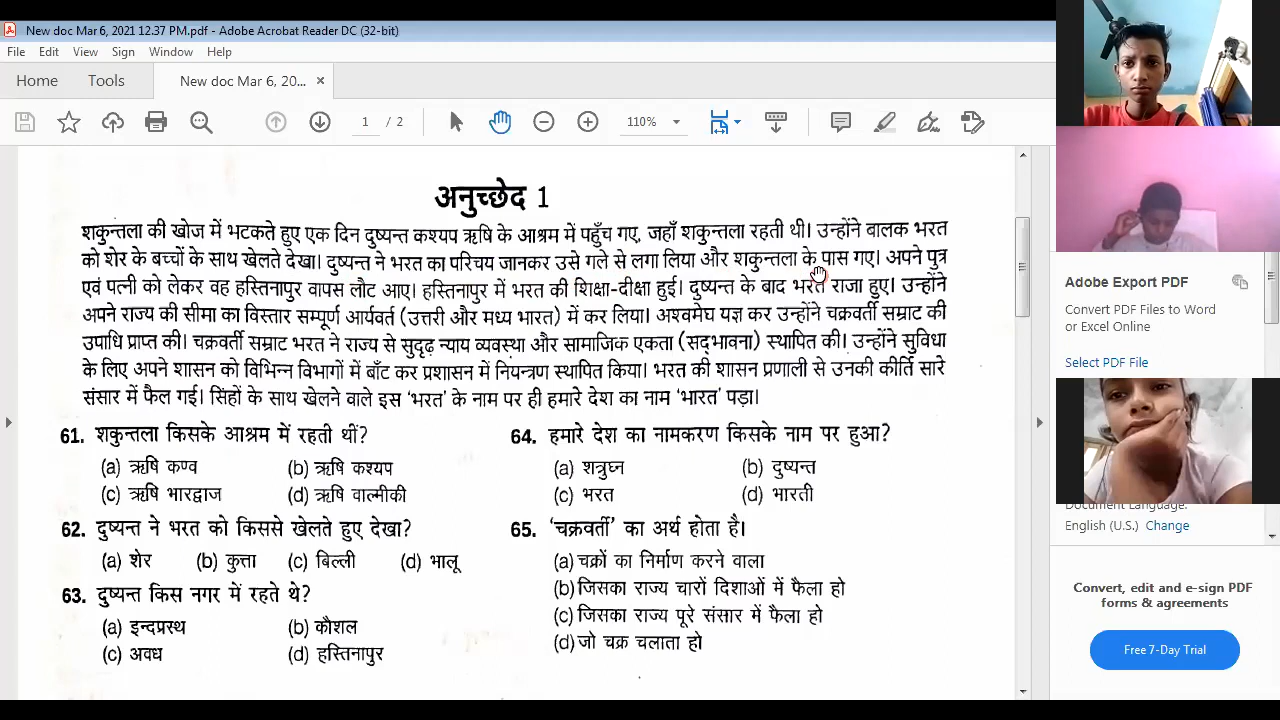 New doc Mar 6, 2021 12.37 PM.pdf - Adobe Acrobat Reader DC (32-bit)
File Edit View Sign Window Help
Home Tools New doc Mar 6, 20... ×
1 / 2 110%
अनुच्छेद 1
शकुन्तला की खोज में भटकते हुए एक दिन दुष्यन्त कश्यप ऋषि के आश्रम में पहुँच गए, जहाँ शकुन्तला रहती थी। उन्होंने बालक भरत
को शेर के बच्चों के साथ खेलते देखा। दुष्यन्त ने भरत का परिचय जानकर उसे गले से लगा लिया और शकुन्तला के पास गए। अपने पुत्र
एवं पत्नी को लेकर वह हस्तिनापुर वापस लौट आए। हस्तिनापुर में भरत की शिक्षा-दीक्षा हुई। दुष्यन्त के बाद भरत राजा हुए। उन्होंने
अपने राज्य की सीमा का विस्तार सम्पूर्ण आर्यवर्त (उत्तरी और मध्य भारत) में कर लिया। अश्वमेघ यज्ञ कर उन्होंने चक्रवर्ती सम्राट की
उपाधि प्राप्त की। चक्रवर्ती सम्राट भरत ने राज्य से सुदृढ़ न्याय व्यवस्था और सामाजिक एकता (सद्भावना) स्थापित की। उन्होंने सुविधा
के लिए अपने शासन को विभिन्न विभागों में बाँट कर प्रशासन में नियन्त्रण स्थापित किया। भरत की शासन प्रणाली से उनकी कीर्ति सारे
संसार में फैल गई। सिंहों के साथ खेलने वाले इस 'भरत' के नाम पर ही हमारे देश का नाम 'भारत' पड़ा।
61. शकुन्तला किसके आश्रम में रहती थीं?
(a) ऋषि कण्व (b) ऋषि कश्यप
(c) ऋषि भारद्वाज (d) ऋषि वाल्मीकी
62. दुष्यन्त ने भरत को किससे खेलते हुए देखा?
(a) शेर (b) कुत्ता (c) बिल्ली (d) भालू
63. दुष्यन्त किस नगर में रहते थे?
(a) इन्दप्रस्थ (b) कौशल
(c) अवध (d) हस्तिनापुर
64. हमारे देश का नामकरण किसके नाम पर हुआ?
(a) शत्रुघ्न (b) दुष्यन्त
(c) भरत (d) भारती
65. 'चक्रवर्ती' का अर्थ होता है।
(a) चक्रों का निर्माण करने वाला
(b) जिसका राज्य चारों दिशाओं में फैला हो
(c) जिसका राज्य पूरे संसार में फैला हो
(d) जो चक्र चलाता हो
Adobe Export PDF
Convert PDF Files to Word
or Excel Online
Select PDF File
Document Language:
English (U.S.) Change
Convert, edit and e-sign PDF
forms & agreements
Free 7-Day Trial